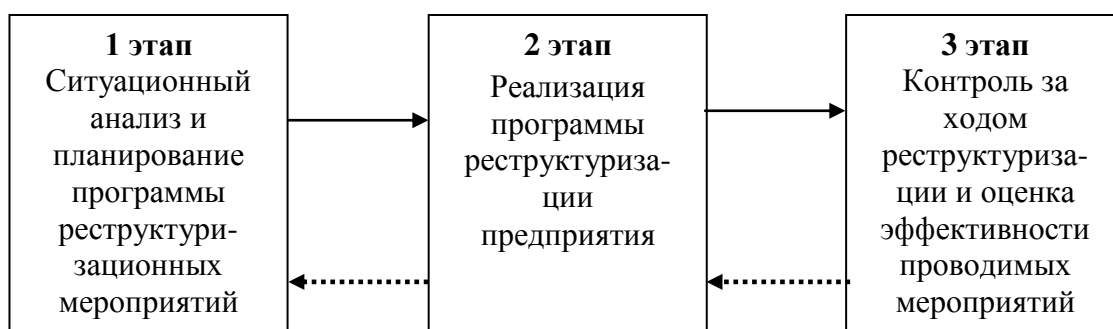 1 этап
Ситуационный
анализ и
планирование
программы
реструктури-
зационных
мероприятий
2 этап
Реализация
программы
реструктуриза-
ции
предприятия
3 этап
Контроль за
ходом
реструктуриза-
ции и оценка
эффективности
проводимых
мероприятий